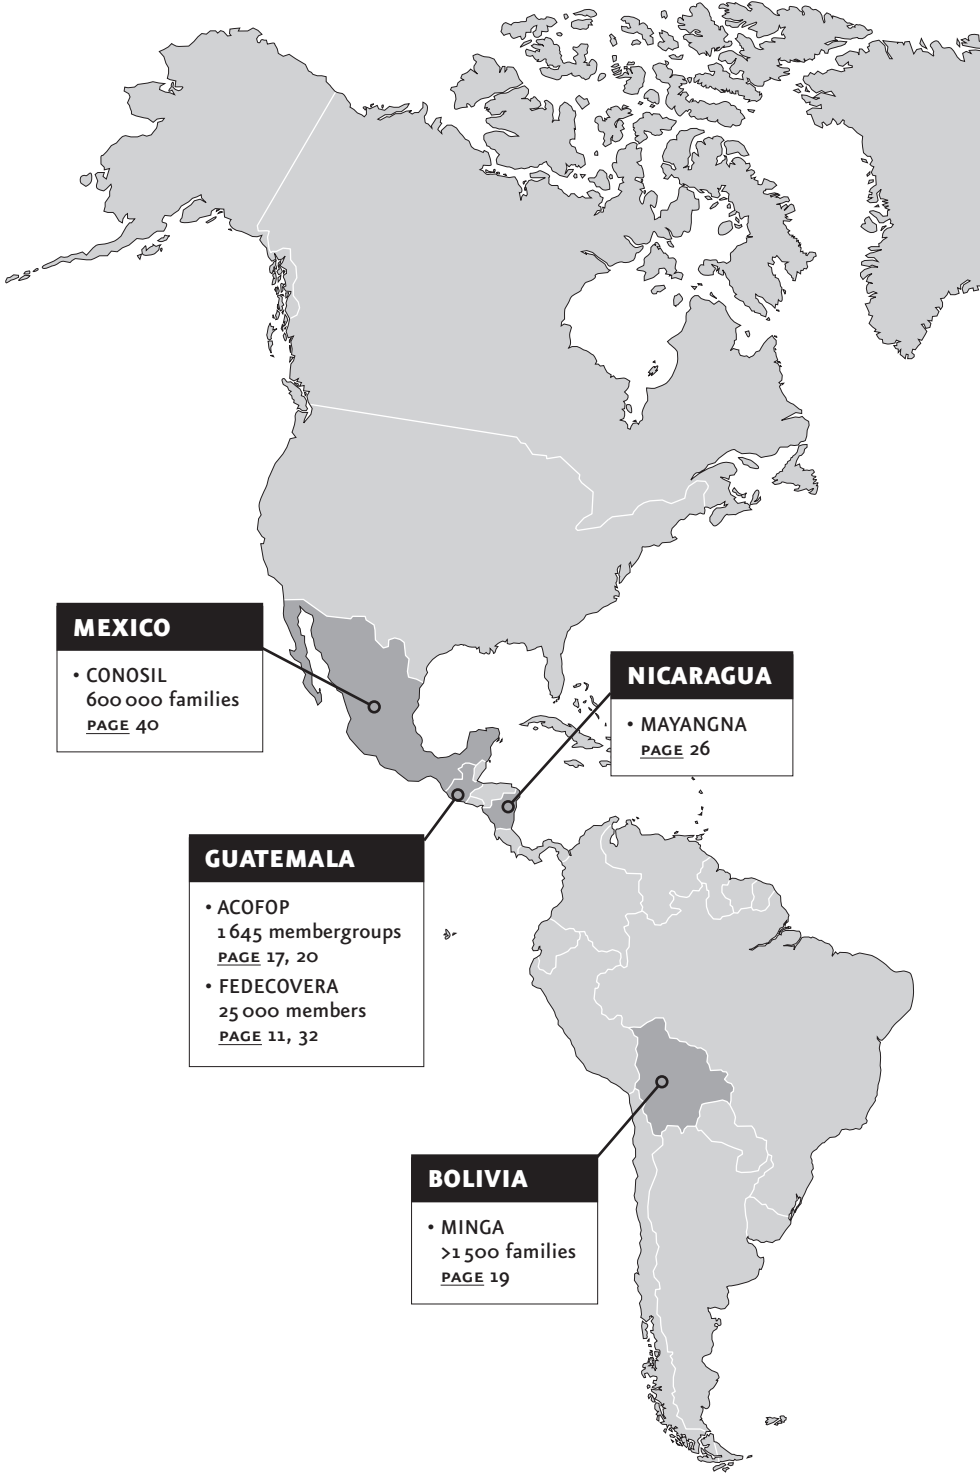 MEXICO
• CONOSIL
600 000 families
PAGE 40
NICARAGUA
• MAYANGNA
PAGE 26
GUATEMALA
• ACOFOP
1 645 membergroups
PAGE 17, 20
• FEDECOVERA
25 000 members
PAGE 11, 32
BOLIVIA
• MINGA
>1 500 families
PAGE 19